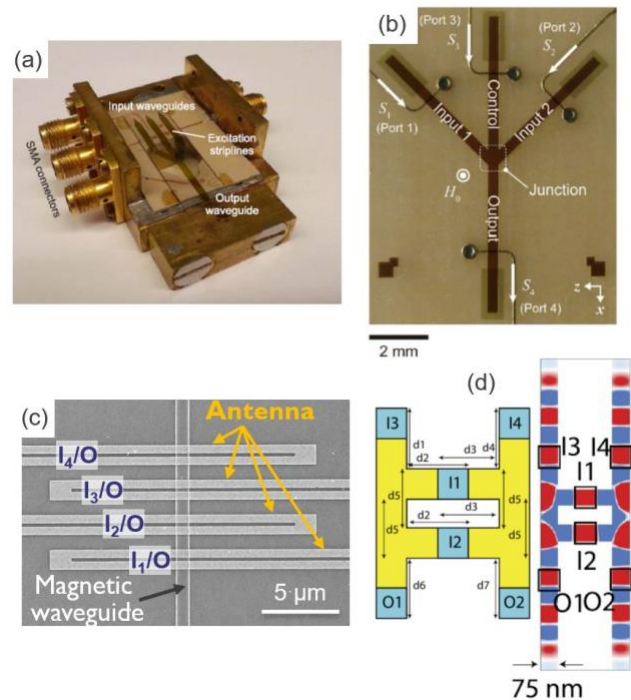 (a)
Input waveguides
Excitation
striplines
SMA connectors
Output
waveguide
(b)
(Port 3)
S₃
(Port 2)
S₂
S₁
(Port 1)
Input 1
Control
Input 2
H₀
Junction
Output
S₄
(Port 4)
z
x
2 mm
(c)
Antenna
I₄/O
I₃/O
I₂/O
I₁/O
Magnetic
waveguide
5 µm
(d)
I3
I4
d1
d2
d3
d4
I1
d5
d5
d2
d3
d5
d5
I2
d6
d7
O1
O2
I3 I4
I1
I2
O1 O2
75 nm